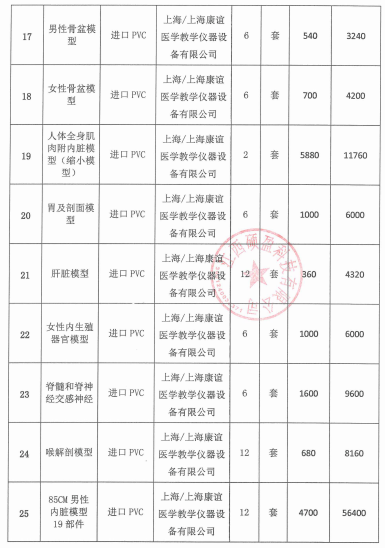 17 男性骨盆模型 进口 PVC 上海/上海康谊医学教学仪器设备有限公司 6 套 540 3240
18 女性骨盆模型 进口 PVC 上海/上海康谊医学教学仪器设备有限公司 6 套 700 4200
19 人体全身肌肉附内脏模型（缩小模型） 进口 PVC 上海/上海康谊医学教学仪器设备有限公司 2 套 5880 11760
20 胃及剖面模型 进口 PVC 上海/上海康谊医学教学仪器设备有限公司 6 套 1000 6000
21 肝脏模型 进口 PVC 上海/上海康谊医学教学仪器设备有限公司 12 套 360 4320
22 女性内生殖器官模型 进口 PVC 上海/上海康谊医学教学仪器设备有限公司 6 套 1000 6000
23 脊髓和脊神经交感神经 进口 PVC 上海/上海康谊医学教学仪器设备有限公司 6 套 1600 9600
24 喉解剖模型 进口 PVC 上海/上海康谊医学教学仪器设备有限公司 12 套 680 8160
25 85CM 男性内脏模型 19 部件 进口 PVC 上海/上海康谊医学教学仪器设备有限公司 12 套 4700 56400